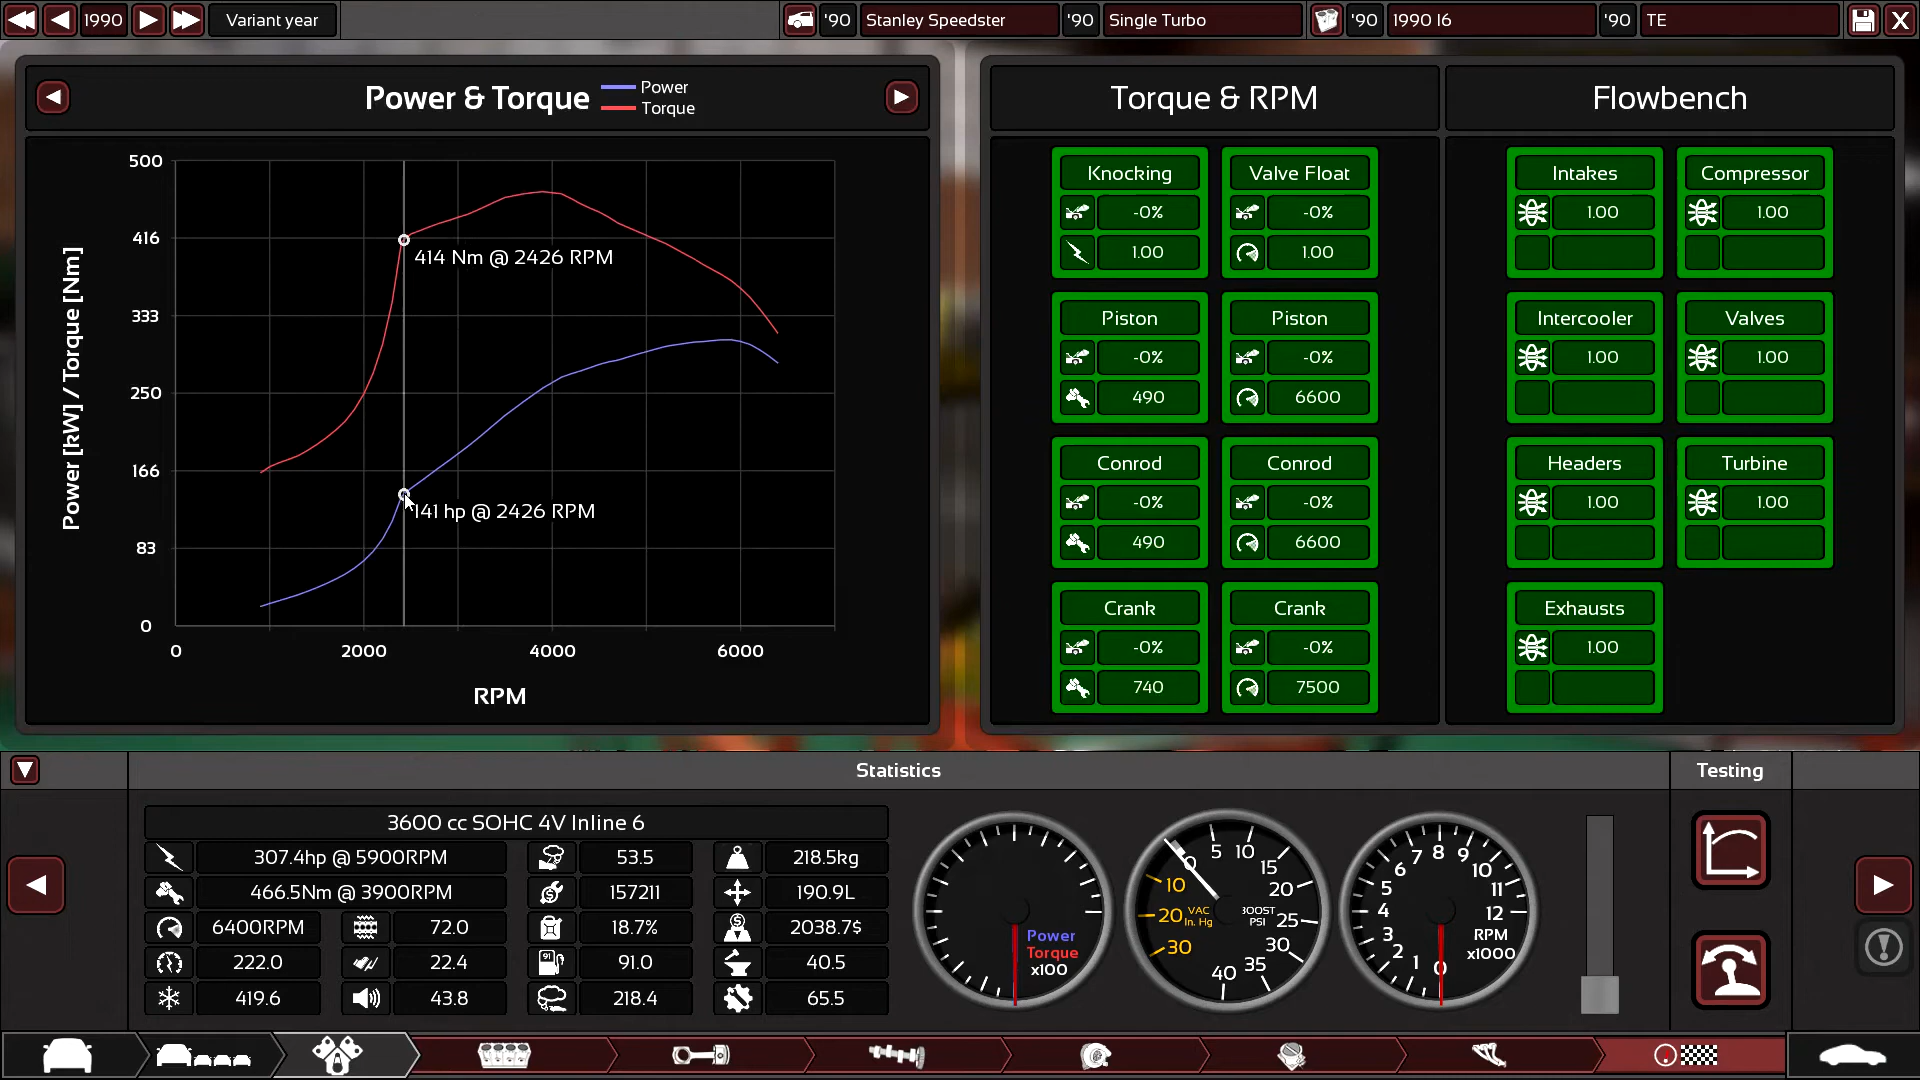 1990
Variant year
'90
Stanley Speedster
'90
Single Turbo
'90
1990 I6
'90
TE
X
Power & Torque
Power
Torque
Torque & RPM
Flowbench
Power [kW] / Torque [Nm]
500
416
333
250
166
83
0
414 Nm @ 2426 RPM
141 hp @ 2426 RPM
0
2000
4000
6000
RPM
Knocking
-0%
1.00
Valve Float
-0%
1.00
Piston
-0%
490
Piston
-0%
6600
Conrod
-0%
490
Conrod
-0%
6600
Crank
-0%
740
Crank
-0%
7500
Intakes
1.00
Compressor
1.00
Intercooler
1.00
Valves
1.00
Headers
1.00
Turbine
1.00
Exhausts
1.00
Statistics
Testing
3600 cc SOHC 4V Inline 6
307.4hp @ 5900RPM
53.5
218.5kg
466.5Nm @ 3900RPM
157211
190.9L
6400RPM
72.0
18.7%
2038.7$
222.0
22.4
91
91.0
40.5
419.6
43.8
218.4
65.5
Power
Torque
x100
0
5
10
15
20
25
30
35
40
10
20
30
VAC
In. Hg
BOOST
PSI
0
1
2
3
4
5
6
7
8
9
10
11
12
RPM
x1000